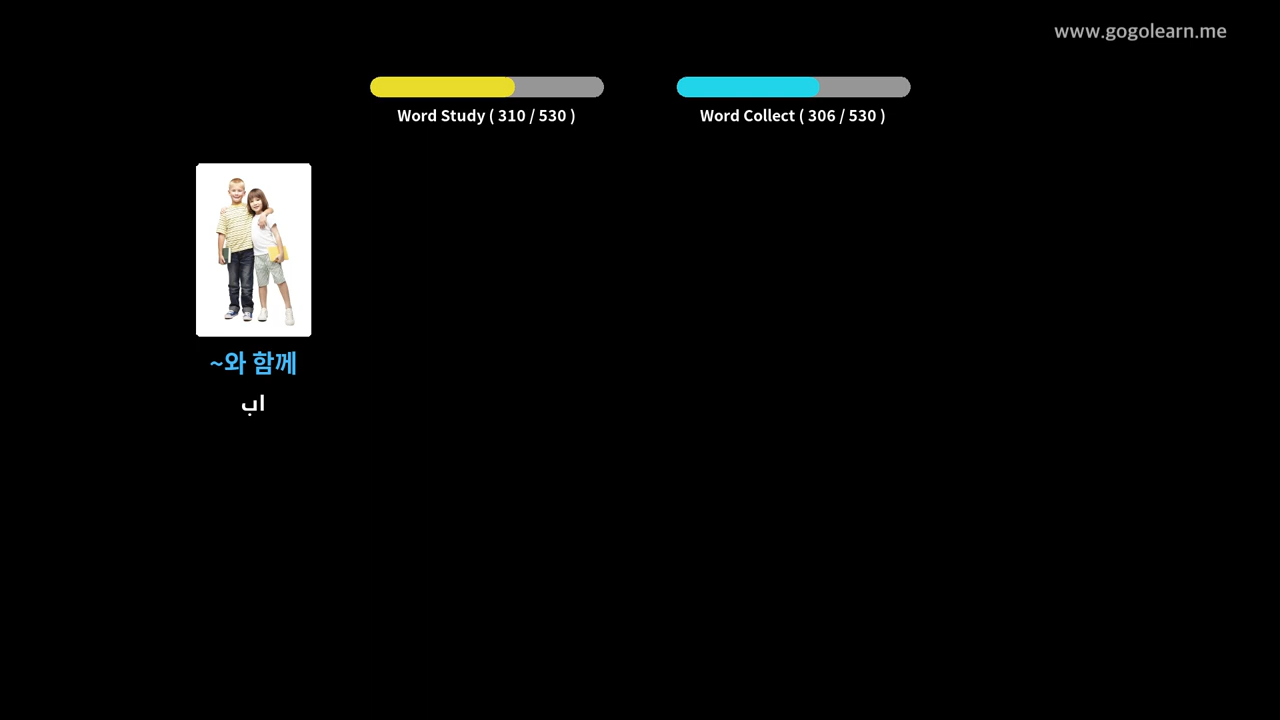 www.gogolearn.me
Word Study ( 310 / 530 )
Word Collect ( 306 / 530 )
~와 함께
اب